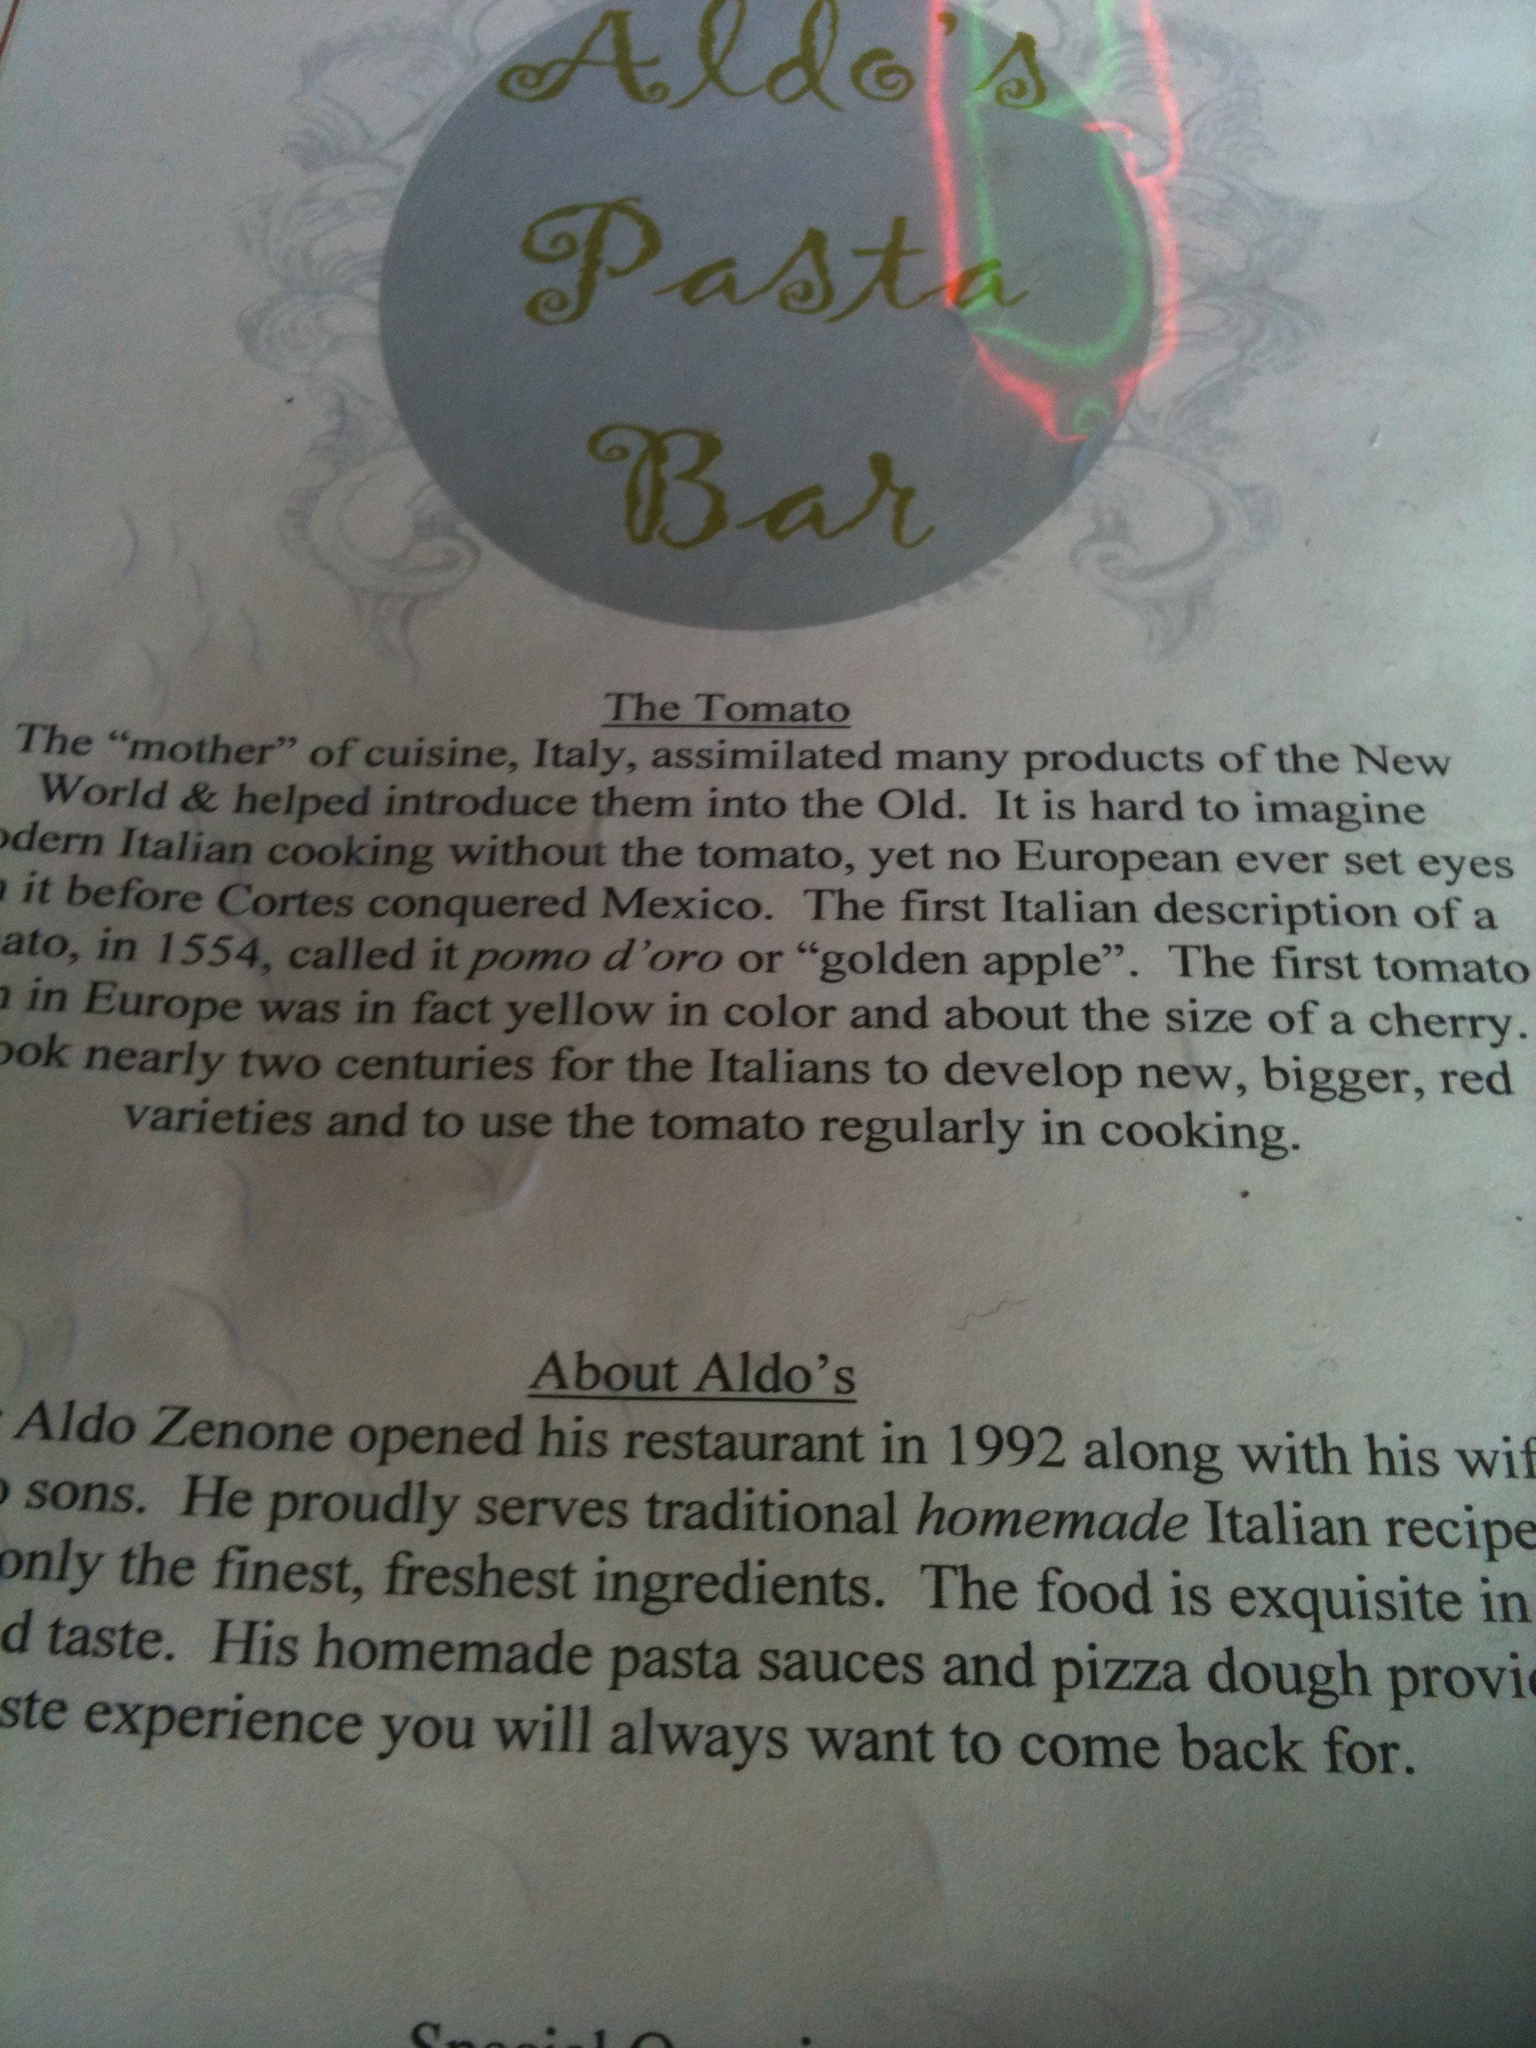 Aldo's
Pasta
Bar
The Tomato
The "mother" of cuisine, Italy, assimilated many products of the New
World & helped introduce them into the Old. It is hard to imagine
odern Italian cooking without the tomato, yet no European ever set eyes
it before Cortes conquered Mexico. The first Italian description of a
ato, in 1554, called it pomo d'oro or "golden apple". The first tomato
in Europe was in fact yellow in color and about the size of a cherry.
ook nearly two centuries for the Italians to develop new, bigger, red
varieties and to use the tomato regularly in cooking.
About Aldo's
Aldo Zenone opened his restaurant in 1992 along with his wif
sons. He proudly serves traditional homemade Italian recipe
only the finest, freshest ingredients. The food is exquisite in
d taste. His homemade pasta sauces and pizza dough provi
ste experience you will always want to come back for.
Special